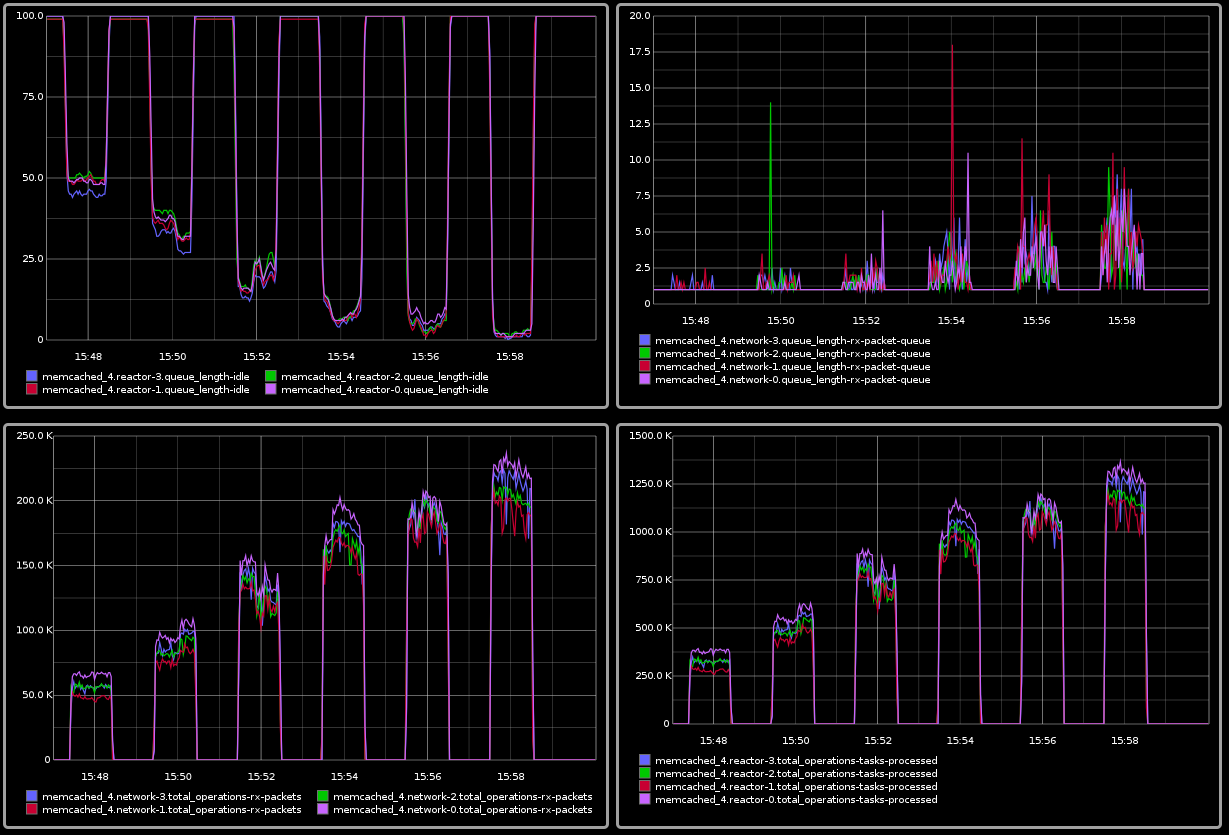 100.0
75.0
50.0
25.0
0
15:48 15:50 15:52 15:54 15:56 15:58
memcached_4.reactor-3.queue_length-idle memcached_4.reactor-2.queue_length-idle
memcached_4.reactor-1.queue_length-idle memcached_4.reactor-0.queue_length-idle
20.0
17.5
15.0
12.5
10.0
7.5
5.0
2.5
0
15:48 15:50 15:52 15:54 15:56 15:58
memcached_4.network-3.queue_length-rx-packet-queue
memcached_4.network-2.queue_length-rx-packet-queue
memcached_4.network-1.queue_length-rx-packet-queue
memcached_4.network-0.queue_length-rx-packet-queue
250.0 K
200.0 K
150.0 K
100.0 K
50.0 K
0
15:48 15:50 15:52 15:54 15:56 15:58
memcached_4.network-3.total_operations-rx-packets memcached_4.network-2.total_operations-rx-packets
memcached_4.network-1.total_operations-rx-packets memcached_4.network-0.total_operations-rx-packets
1500.0 K
1250.0 K
1000.0 K
750.0 K
500.0 K
250.0 K
0
15:48 15:50 15:52 15:54 15:56 15:58
memcached_4.reactor-3.total_operations-tasks-processed
memcached_4.reactor-2.total_operations-tasks-processed
memcached_4.reactor-1.total_operations-tasks-processed
memcached_4.reactor-0.total_operations-tasks-processed